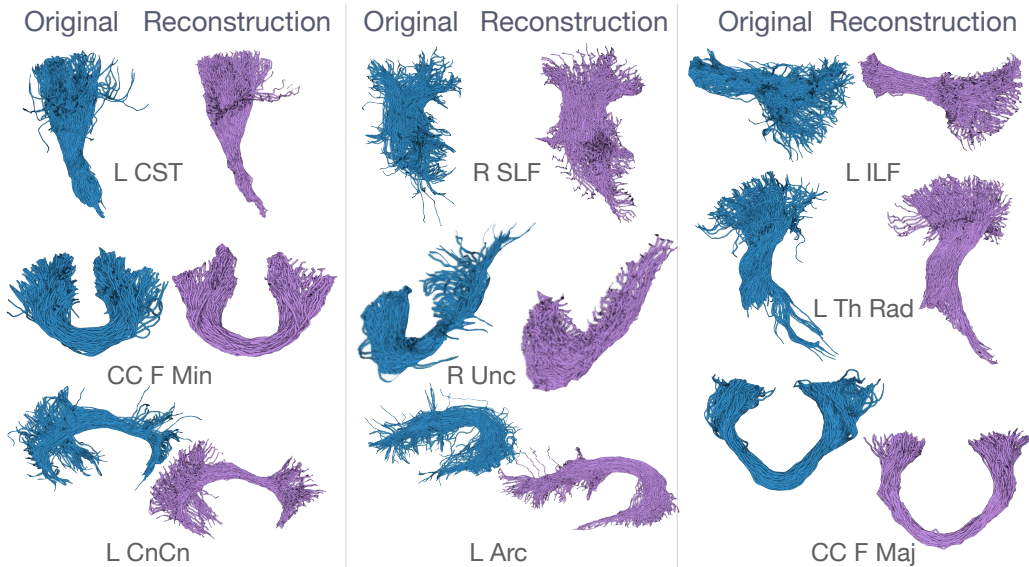 Original Reconstruction
L CST
CC F Min
L CnCn
Original Reconstruction
R SLF
R Unc
L Arc
Original Reconstruction
L ILF
L Th Rad
CC F Maj